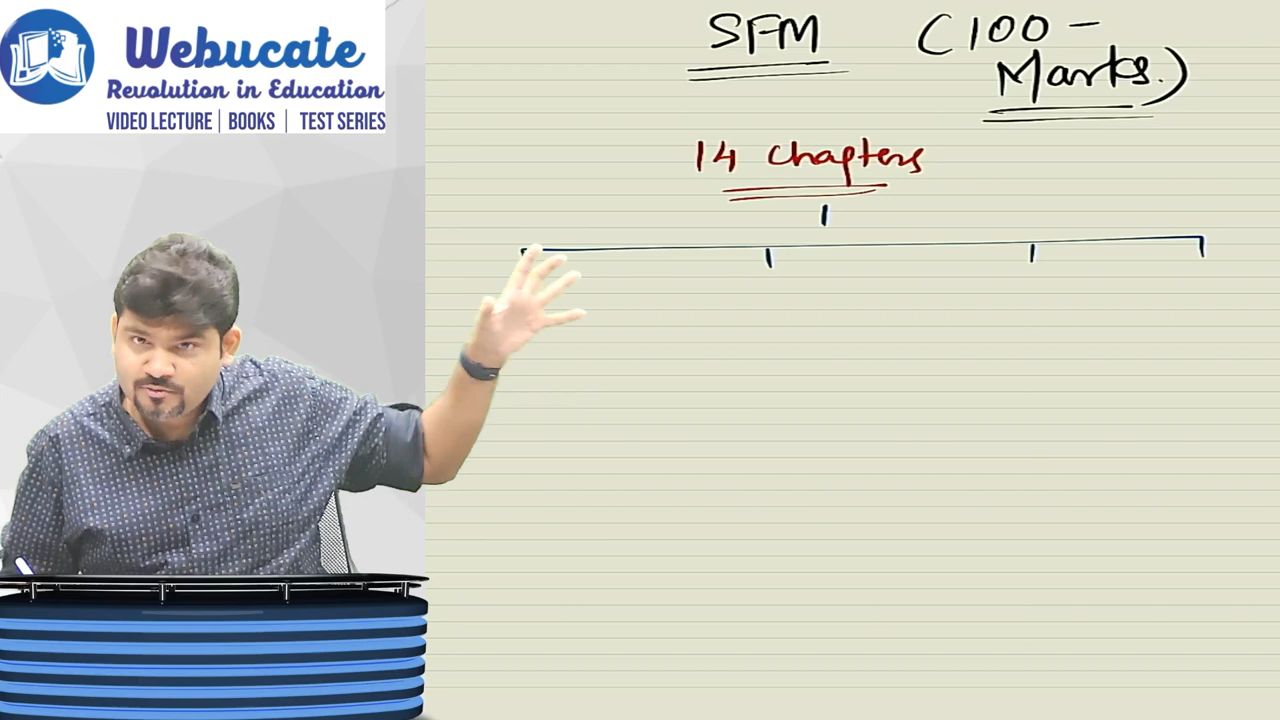 Webucate
Revolution in Education
VIDEO LECTURE | BOOKS | TEST SERIES
SFM (100 -
Marks.)
14 chapters